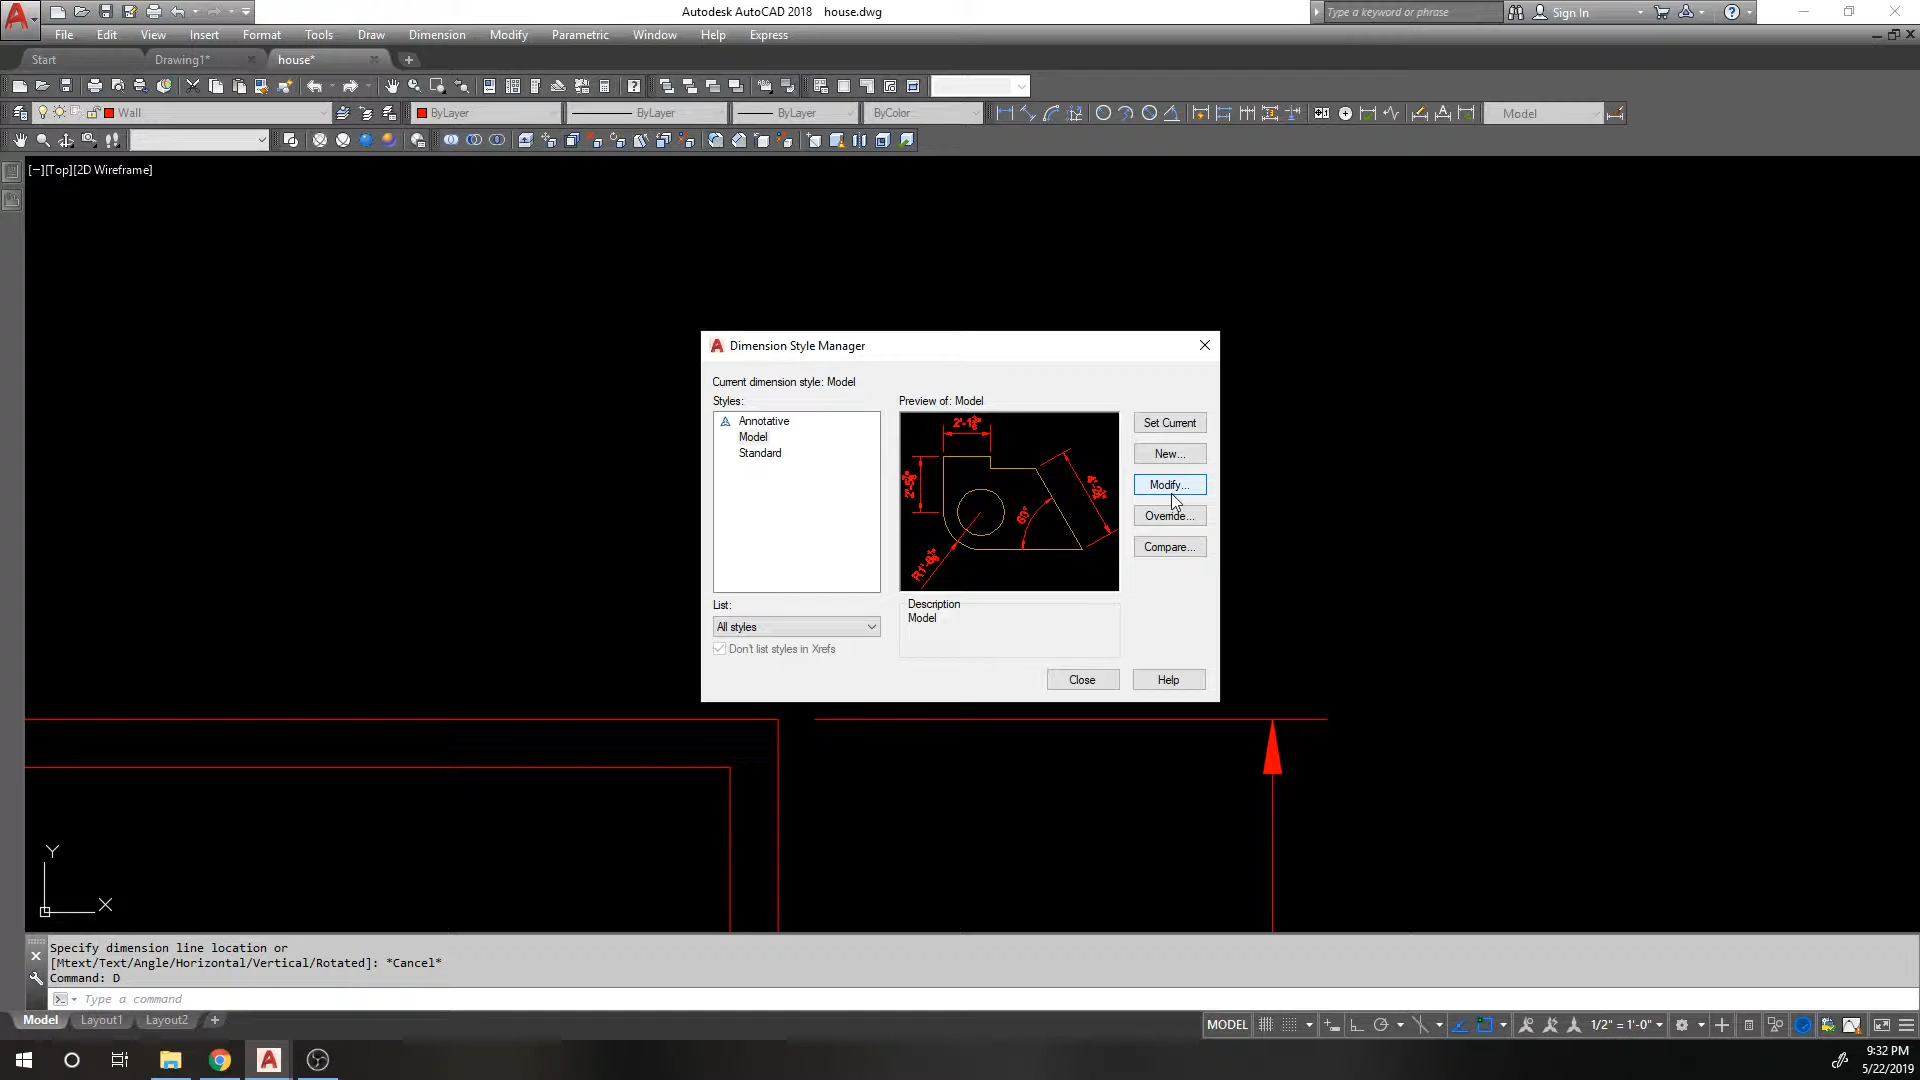 Autodesk AutoCAD 2018 house.dwg
Type a keyword or phrase
Sign In
File Edit View Insert Format Tools Draw Dimension Modify Parametric Window Help Express
Start Drawing1* house*
Wall ByLayer ByLayer ByLayer ByColor Model
[−][Top][2D Wireframe]
Dimension Style Manager
Current dimension style: Model
Styles:
Annotative
Model
Standard
Preview of: Model
60°
Set Current
New...
Modify...
Override...
Compare...
List:
All styles
Don't list styles in Xrefs
Description
Model
Close Help
Y
X
Specify dimension line location or
[Mtext/Text/Angle/Horizontal/Vertical/Rotated]: *Cancel*
Command: D
Type a command
Model Layout1 Layout2
MODEL
1/2" = 1'-0"
9:32 PM
5/22/2019